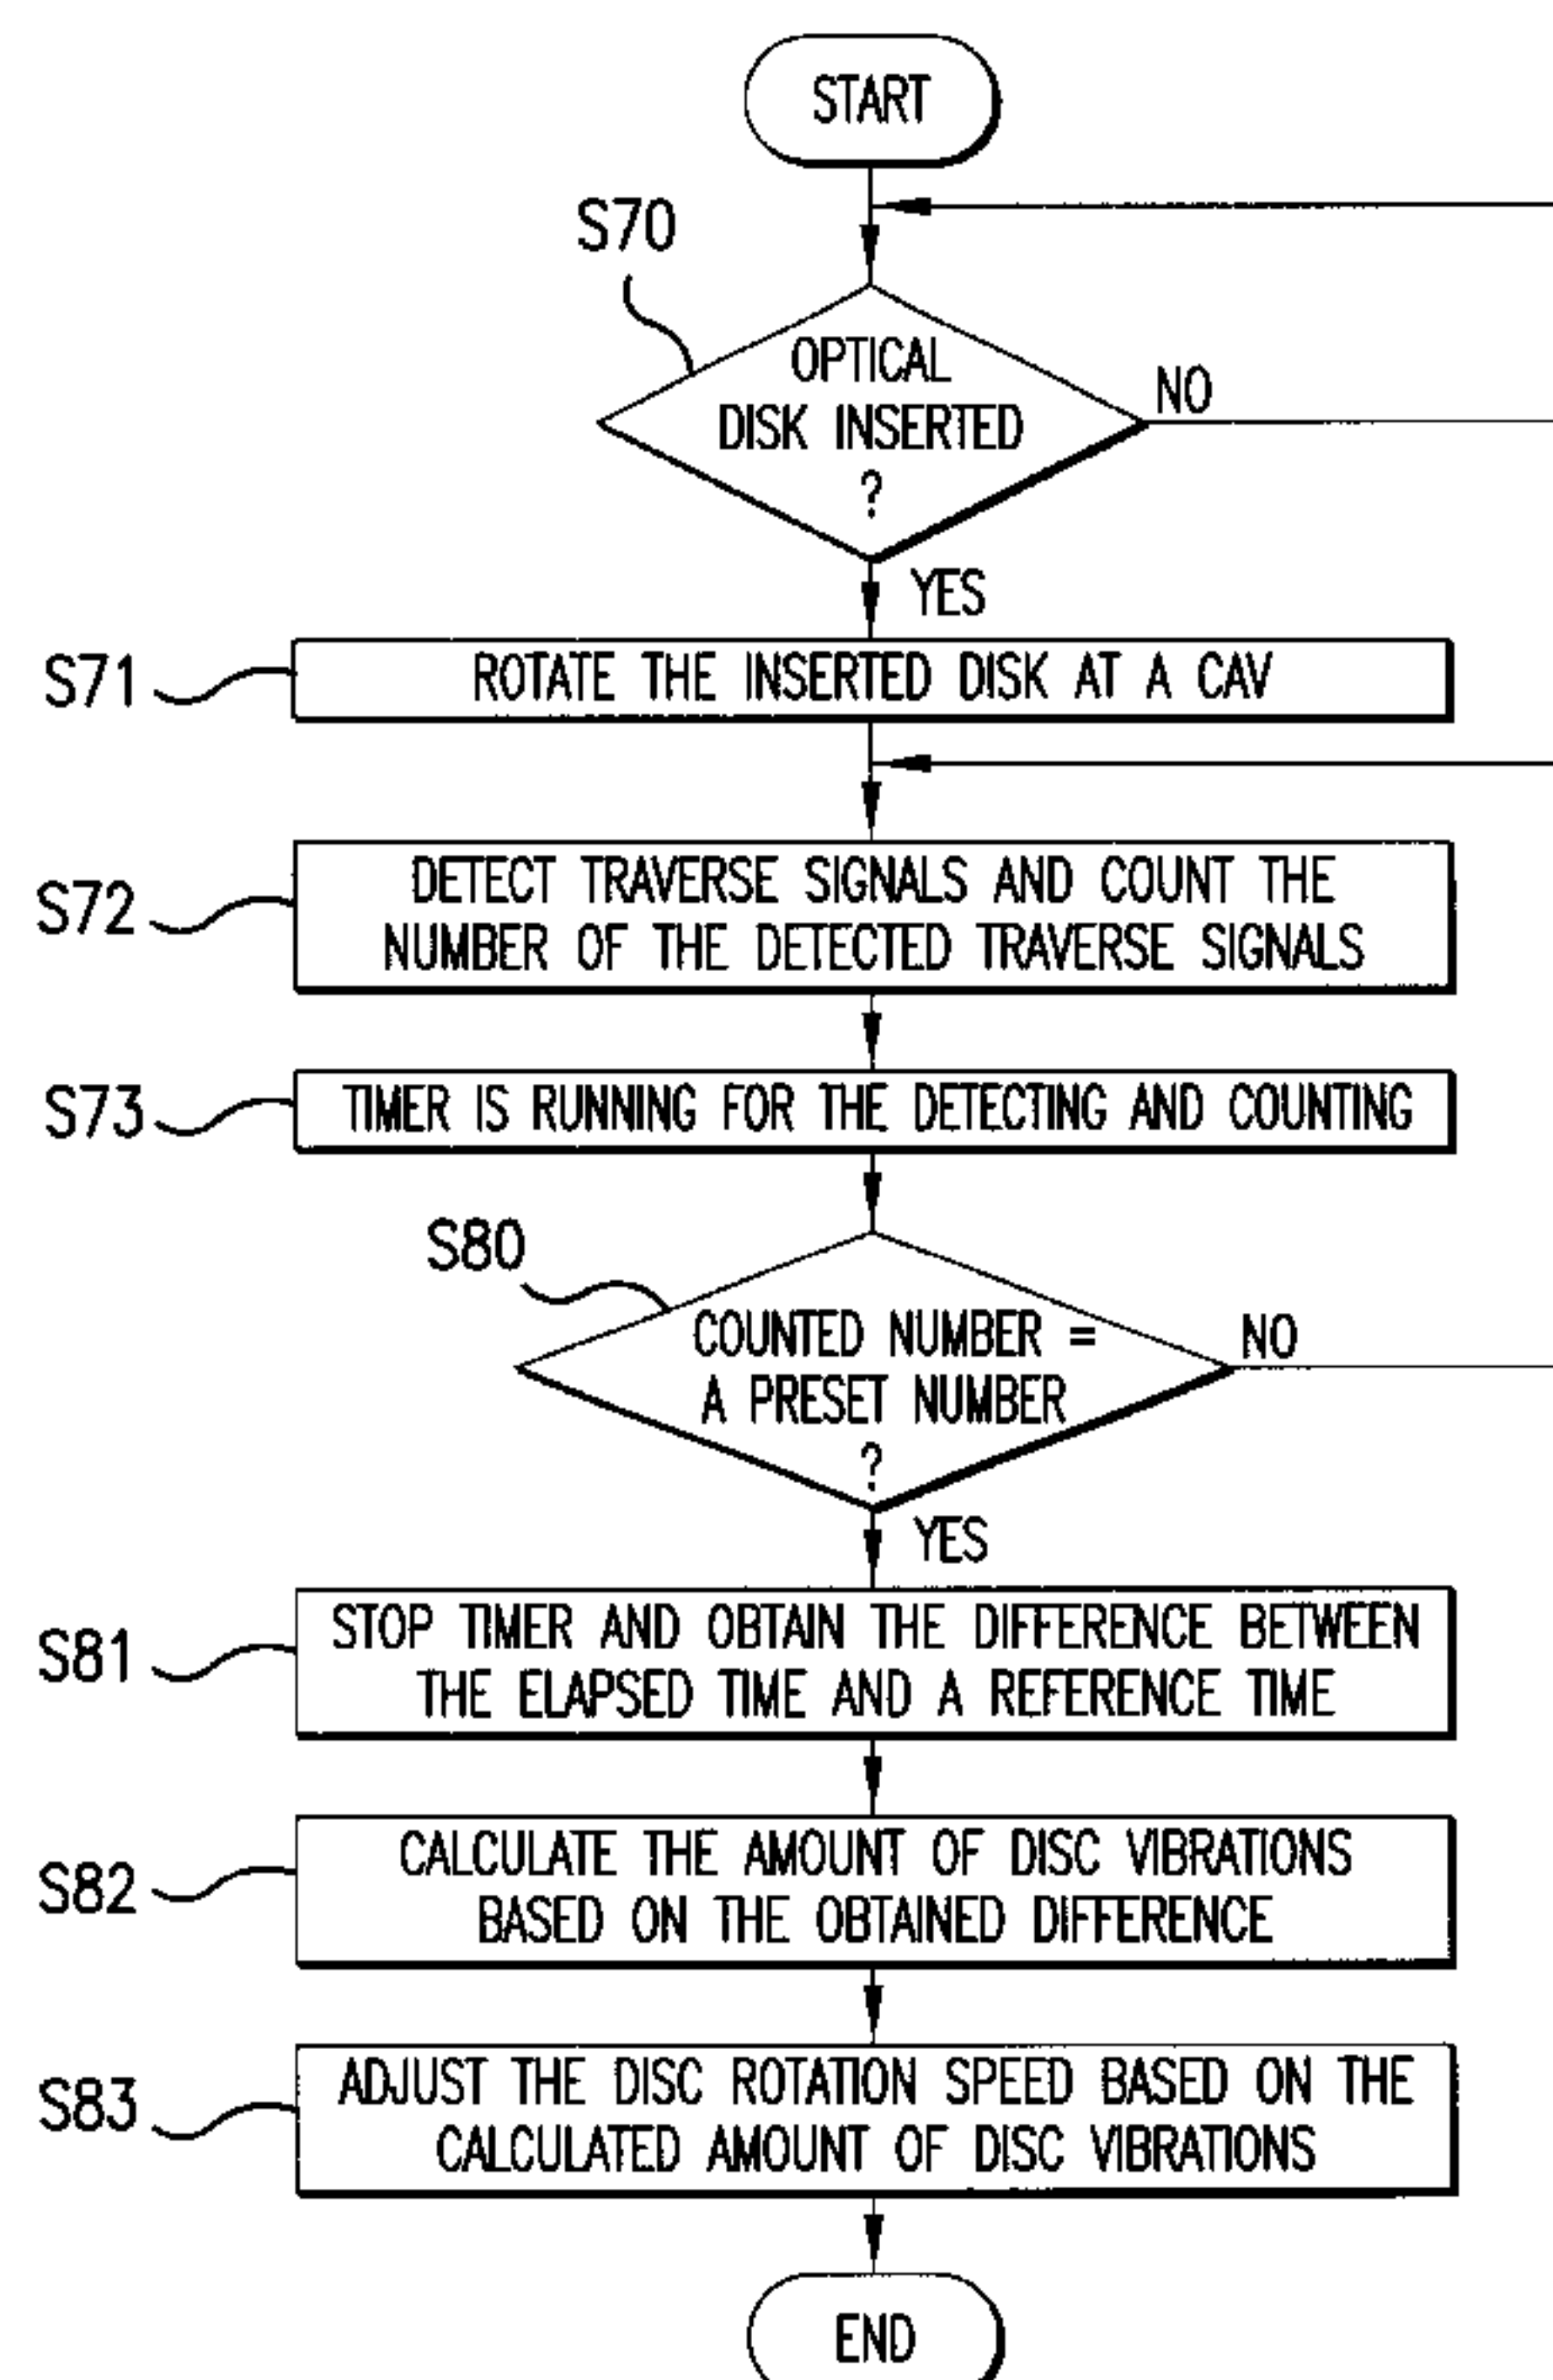 START
S70
OPTICAL
DISK INSERTED
?
NO
YES
S71
ROTATE THE INSERTED DISK AT A CAV
S72
DETECT TRAVERSE SIGNALS AND COUNT THE
NUMBER OF THE DETECTED TRAVERSE SIGNALS
S73
TIMER IS RUNNING FOR THE DETECTING AND COUNTING
S80
COUNTED NUMBER =
A PRESET NUMBER
?
NO
YES
S81
STOP TIMER AND OBTAIN THE DIFFERENCE BETWEEN
THE ELAPSED TIME AND A REFERENCE TIME
S82
CALCULATE THE AMOUNT OF DISC VIBRATIONS
BASED ON THE OBTAINED DIFFERENCE
S83
ADJUST THE DISC ROTATION SPEED BASED ON THE
CALCULATED AMOUNT OF DISC VIBRATIONS
END